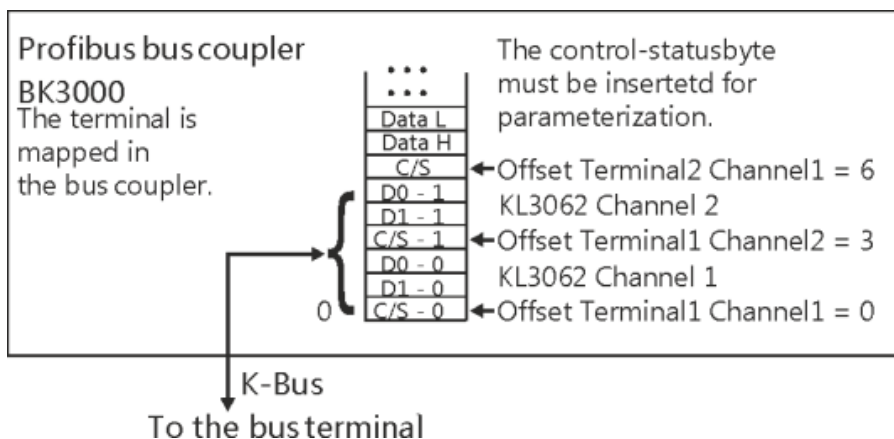 Profibus bus coupler
BK3000
The terminal is
mapped in
the bus coupler.
The control-statusbyte
must be insertetd for
parameterization.
Data L
Data H
C/S
Offset Terminal2 Channel1 = 6
D0 - 1
KL3062 Channel 2
D1 - 1
C/S - 1
Offset Terminal1 Channel2 = 3
D0 - 0
KL3062 Channel 1
D1 - 0
0
C/S - 0
Offset Terminal1 Channel1 = 0
K-Bus
To the bus terminal